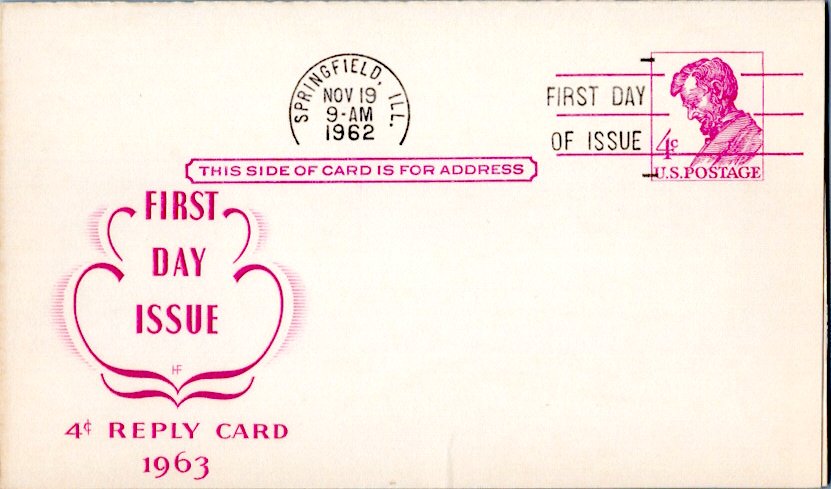 SPRINGFIELD, ILL.
NOV 19
9-AM
1962
FIRST DAY
OF ISSUE
4¢
U.S. POSTAGE
THIS SIDE OF CARD IS FOR ADDRESS
FIRST
DAY
ISSUE
HF
4¢ REPLY CARD
1963